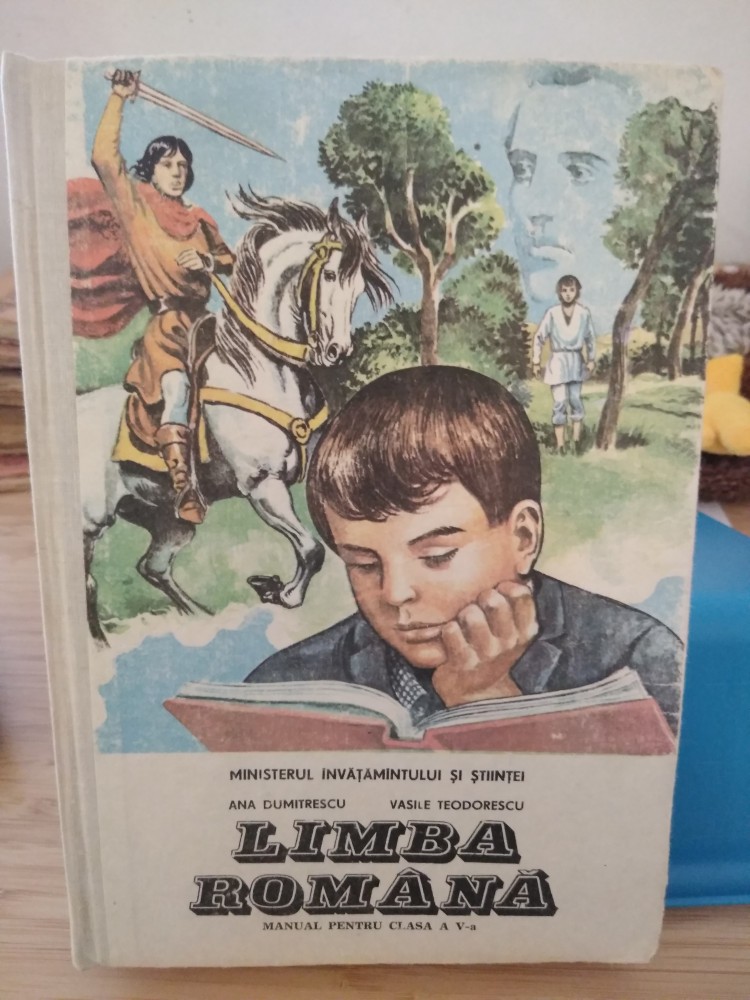 MINISTERUL ÎNVĂȚĂMÎNTULUI ȘI ȘTIINȚEI
ANA DUMITRESCU VASILE TEODORESCU
LIMBA
ROMÂNĂ
MANUAL PENTRU CLASA A V-a